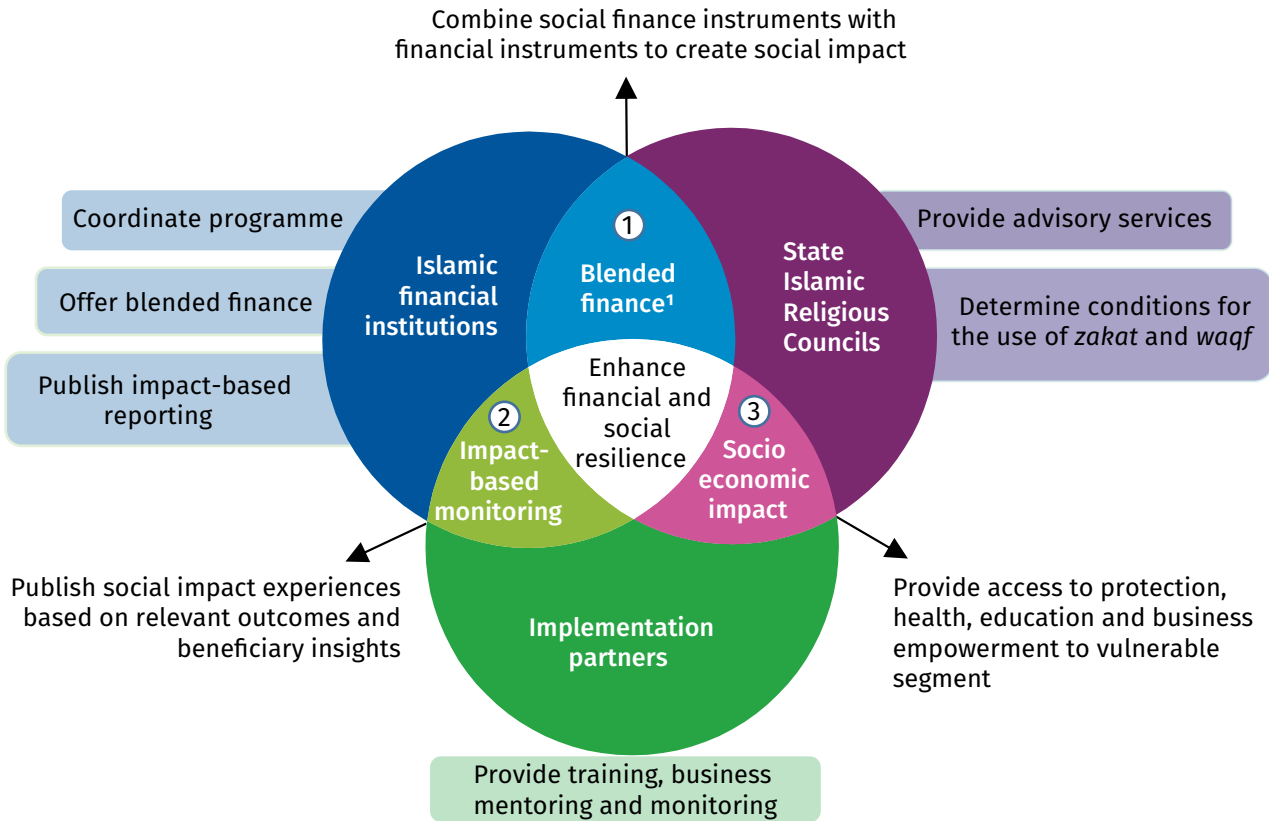 Combine social finance instruments with
financial instruments to create social impact
Coordinate programme
Offer blended finance
Publish impact-based
reporting
Islamic
financial
institutions
1
Blended
finance¹
State
Islamic
Religious
Councils
Provide advisory services
Determine conditions for
the use of zakat and waqf
Enhance
financial and
social
resilience
2
Impact-
based
monitoring
3
Socio
economic
impact
Publish social impact experiences
based on relevant outcomes and
beneficiary insights
Implementation
partners
Provide access to protection,
health, education and business
empowerment to vulnerable
segment
Provide training, business
mentoring and monitoring